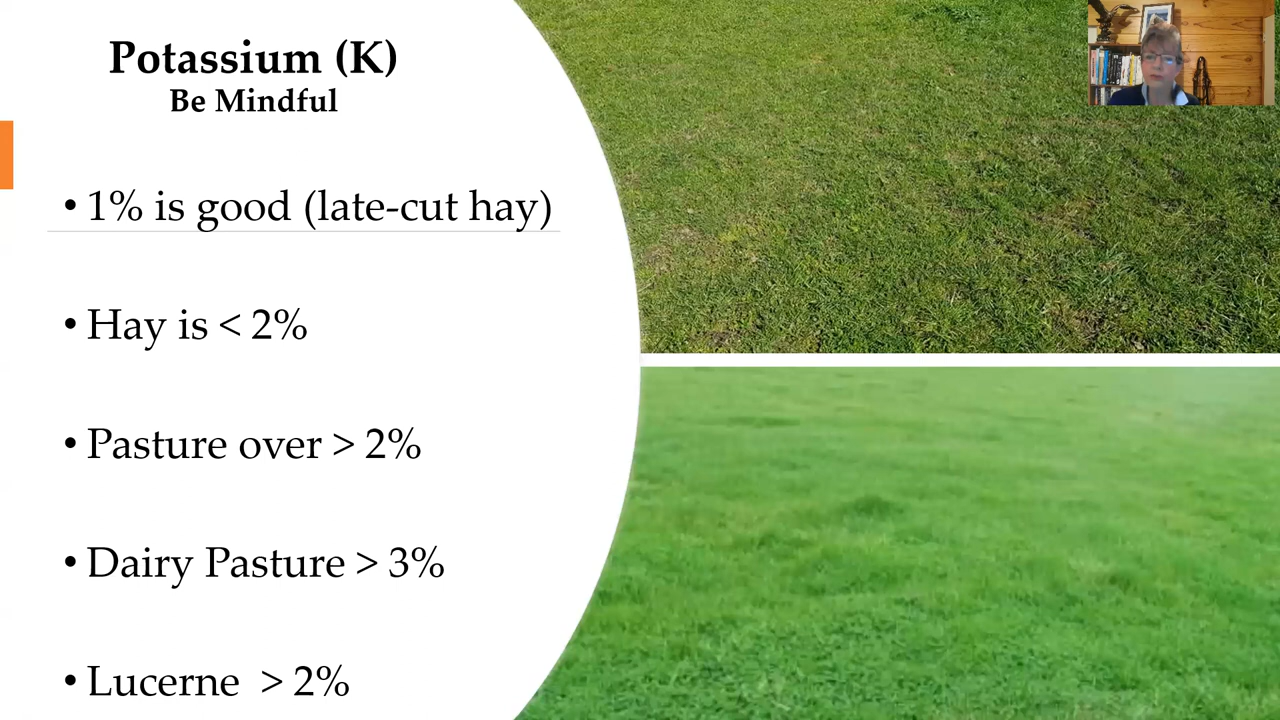 Potassium (K)
Be Mindful
• 1% is good (late-cut hay)
• Hay is < 2%
• Pasture over > 2%
• Dairy Pasture > 3%
• Lucerne  > 2%